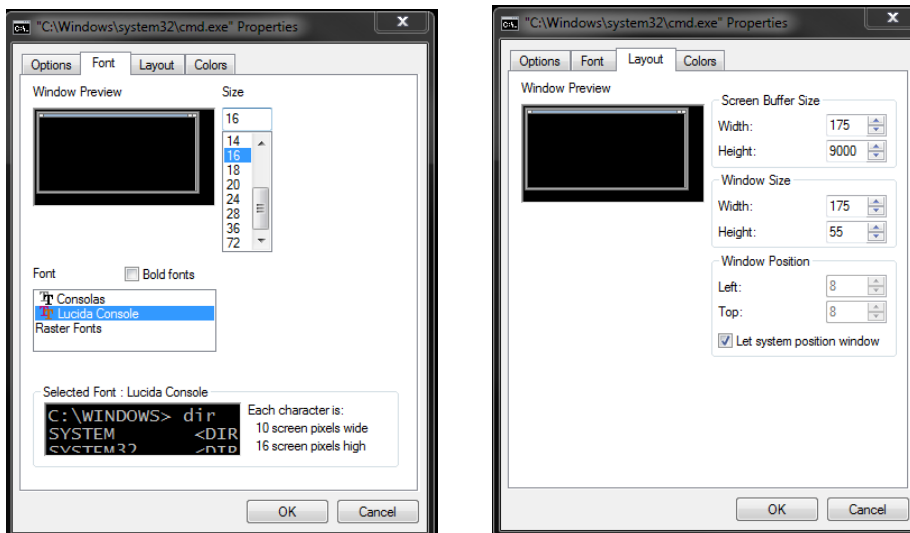 "C:\Windows\system32\cmd.exe" Properties
Options Font Layout Colors
Window Preview
Size
16
14
16
18
20
24
28
36
72
Font
Bold fonts
Consolas
Lucida Console
Raster Fonts
Selected Font : Lucida Console
C:\WINDOWS> dir
SYSTEM <DIR
SYSTEM32 <DIR
Each character is:
10 screen pixels wide
16 screen pixels high
OK Cancel
"C:\Windows\system32\cmd.exe" Properties
Options Font Layout Colors
Window Preview
Screen Buffer Size
Width: 175
Height: 9000
Window Size
Width: 175
Height: 55
Window Position
Left: 8
Top: 8
Let system position window
OK Cancel